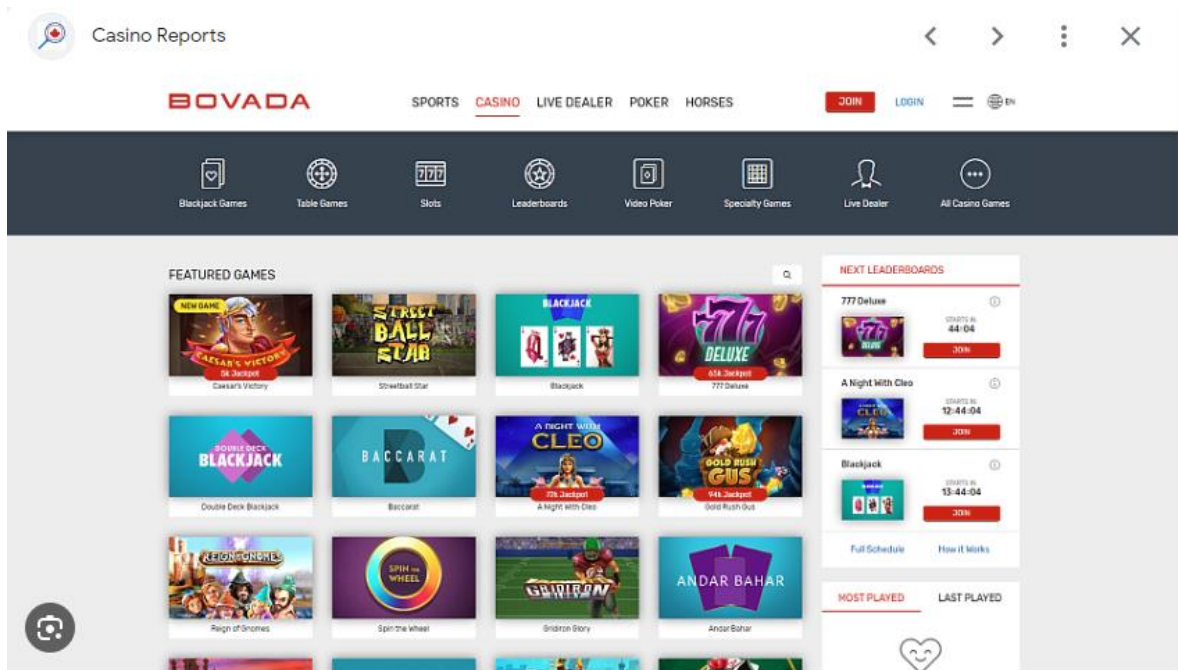 Casino Reports
BOVADA
SPORTS CASINO LIVE DEALER POKER HORSES
JOIN LOGIN EN
Blackjack Games Table Games Slots Leaderboards Video Poker Specialty Games Live Dealer All Casino Games
FEATURED GAMES
NEW GAME
CAESAR'S VICTORY
5k Jackpot
Caesar's Victory
STREET
BALL
STAR
Streetball Star
BLACKJACK
Blackjack
777
DELUXE
65k Jackpot
777 Deluxe
DOUBLE DECK
BLACKJACK
Double Deck Blackjack
BACCARAT
Baccarat
A NIGHT WITH
CLEO
72k Jackpot
A Night With Cleo
GOLD RUSH
GUS
94k Jackpot
Gold Rush Gus
REIGN OF GNOMES
Reign of Gnomes
SPIN THE
WHEEL
Spin the Wheel
GRIDIRON
GLORY
Gridiron Glory
ANDAR BAHAR
Andar Bahar
NEXT LEADERBOARDS
777 Deluxe
777
DELUXE
STARTS IN:
44:04
JOIN
A Night With Cleo
CLEO
STARTS IN:
12:44:04
JOIN
Blackjack
STARTS IN:
13:44:04
JOIN
Full Schedule How it Works
MOST PLAYED LAST PLAYED